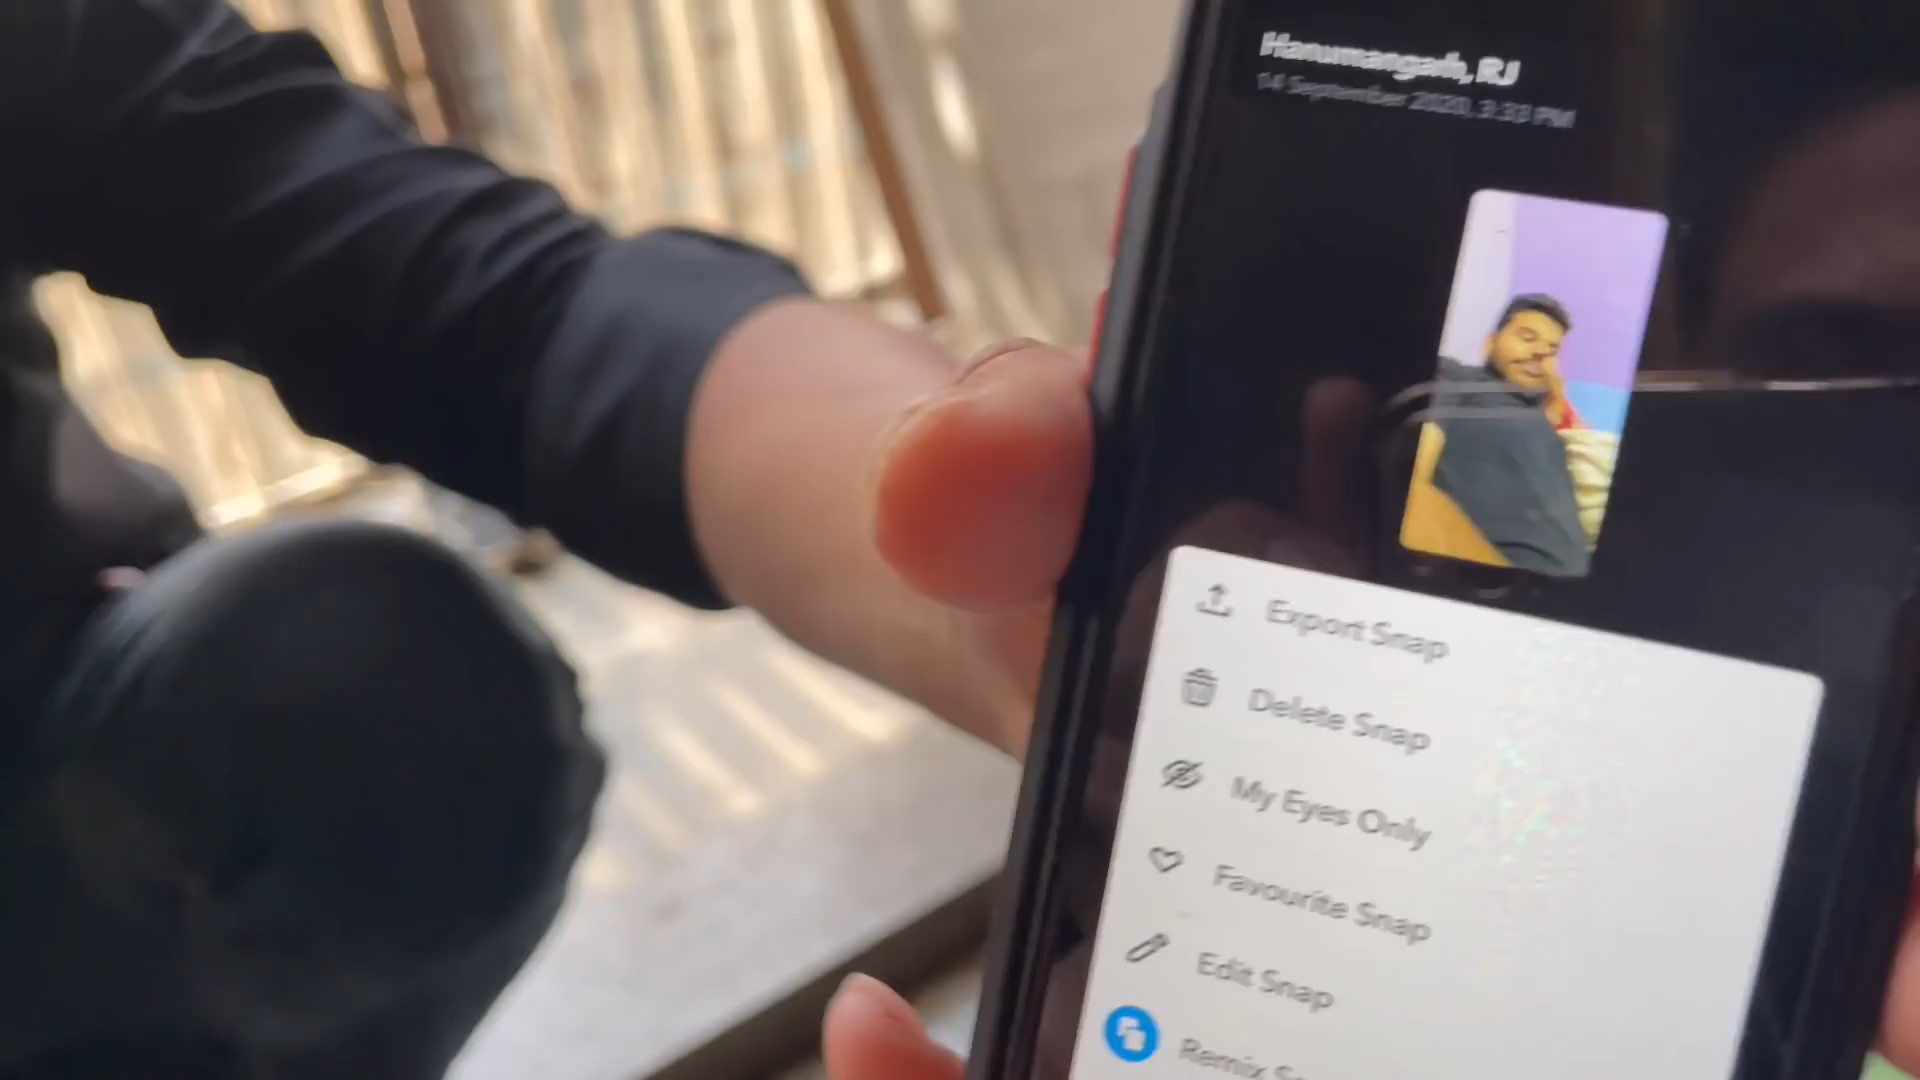 Hanumangarh, RJ
14 September 2020, 3:33 PM
Export Snap
Delete Snap
My Eyes Only
Favourite Snap
Edit Snap
Remix